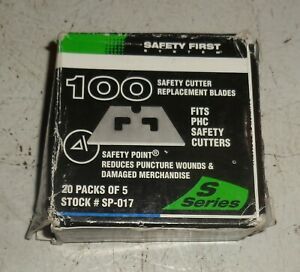 SAFETY FIRST
SYSTEM
100
SAFETY CUTTER
REPLACEMENT BLADES
FITS
PHC
SAFETY
CUTTERS
SAFETY POINT®
REDUCES PUNCTURE WOUNDS &
DAMAGED MERCHANDISE
20 PACKS OF 5
STOCK # SP-017
S
Series